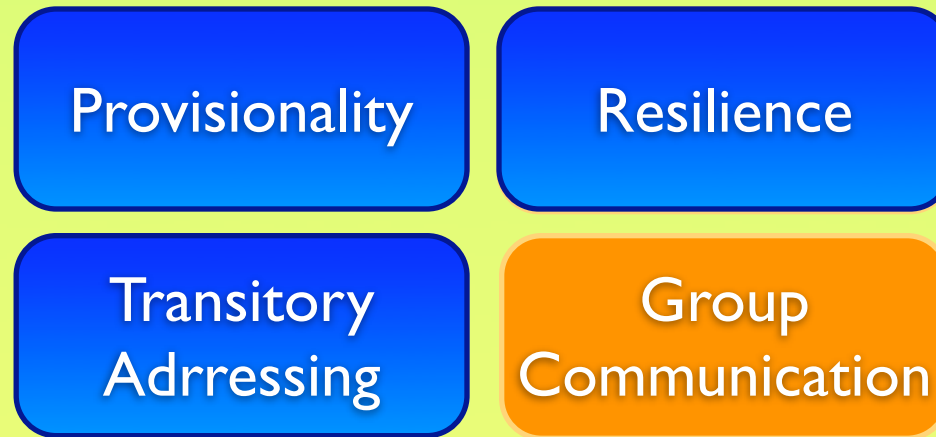 Provisionality
Resilience
Transitory
Adrressing
Group
Communication